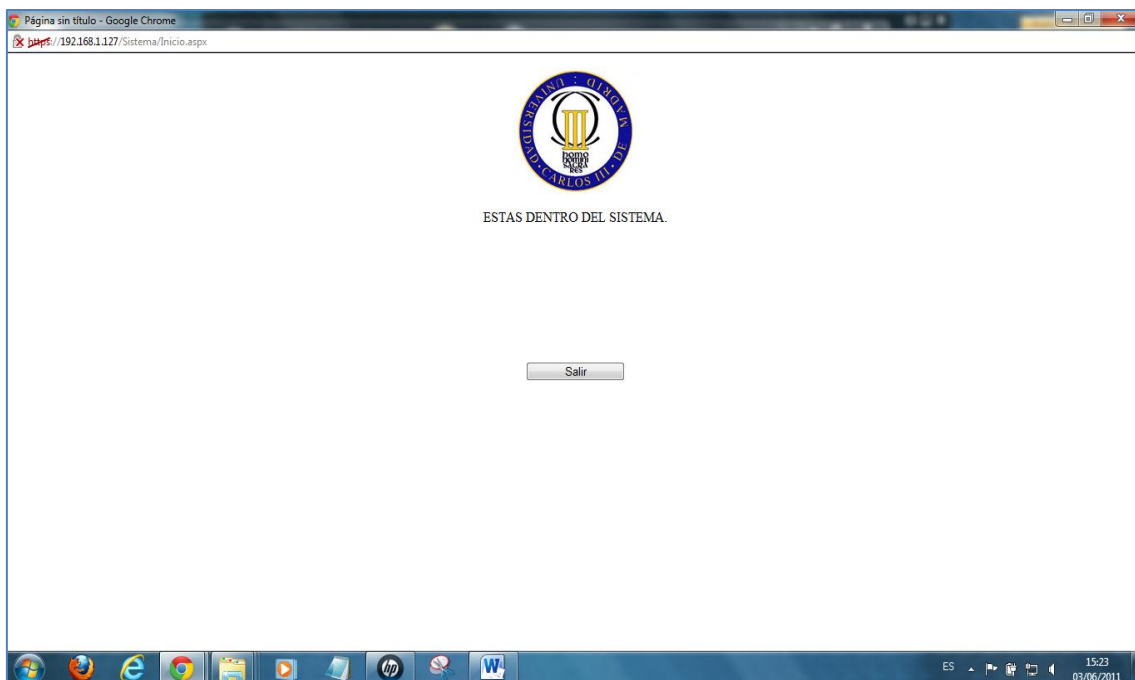 Página sin título - Google Chrome
https://192.168.1.127/Sistema/Inicio.aspx
UNIVERSIDAD · CARLOS III · DE MADRID :
homo
homini
sacra
res
ESTAS DENTRO DEL SISTEMA.
Salir
hp
W
ES
15:23
03/06/2011